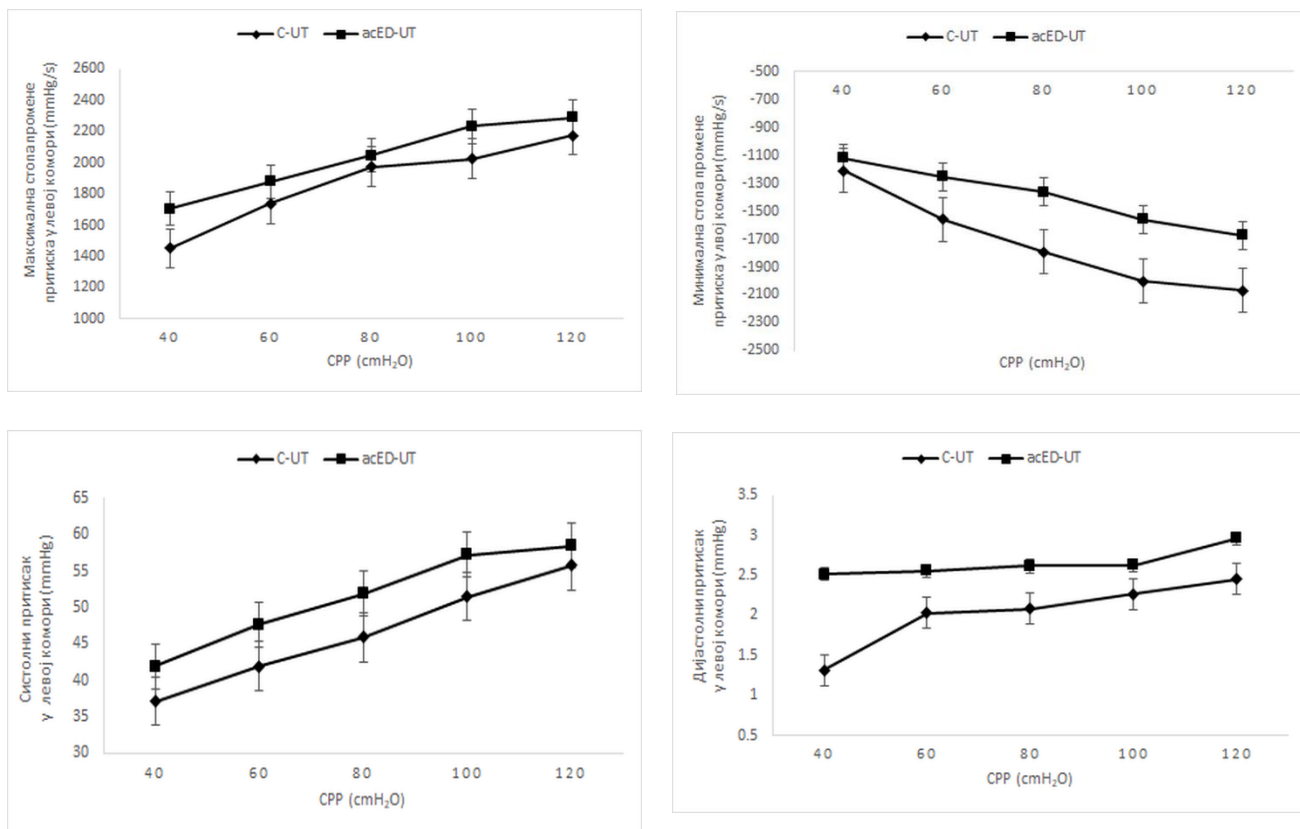 C-UT acED-UT
Максимална стопа промене
притиска у левој комори (mmHg/s)
2600
2400
2200
2000
1800
1600
1400
1200
1000
40 60 80 100 120
CPP (cmH₂O)
C-UT acED-UT
Минимална стопа промене
притиска у лвој комори (mmHg/s)
-500
-700
-900
-1100
-1300
-1500
-1700
-1900
-2100
-2300
-2500
40 60 80 100 120
CPP (cmH₂O)
C-UT acED-UT
Систолни притисак
у левој комори (mmHg)
65
60
55
50
45
40
35
30
40 60 80 100 120
CPP (cmH₂O)
C-UT acED-UT
Дијастолни притисак
у левој комори (mmHg)
3.5
3
2.5
2
1.5
1
0.5
40 60 80 100 120
CPP (cmH₂O)